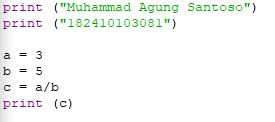 print ("Muhammad Agung Santoso")
print ("182410103081")
a = 3
b = 5
c = a/b
print (c)